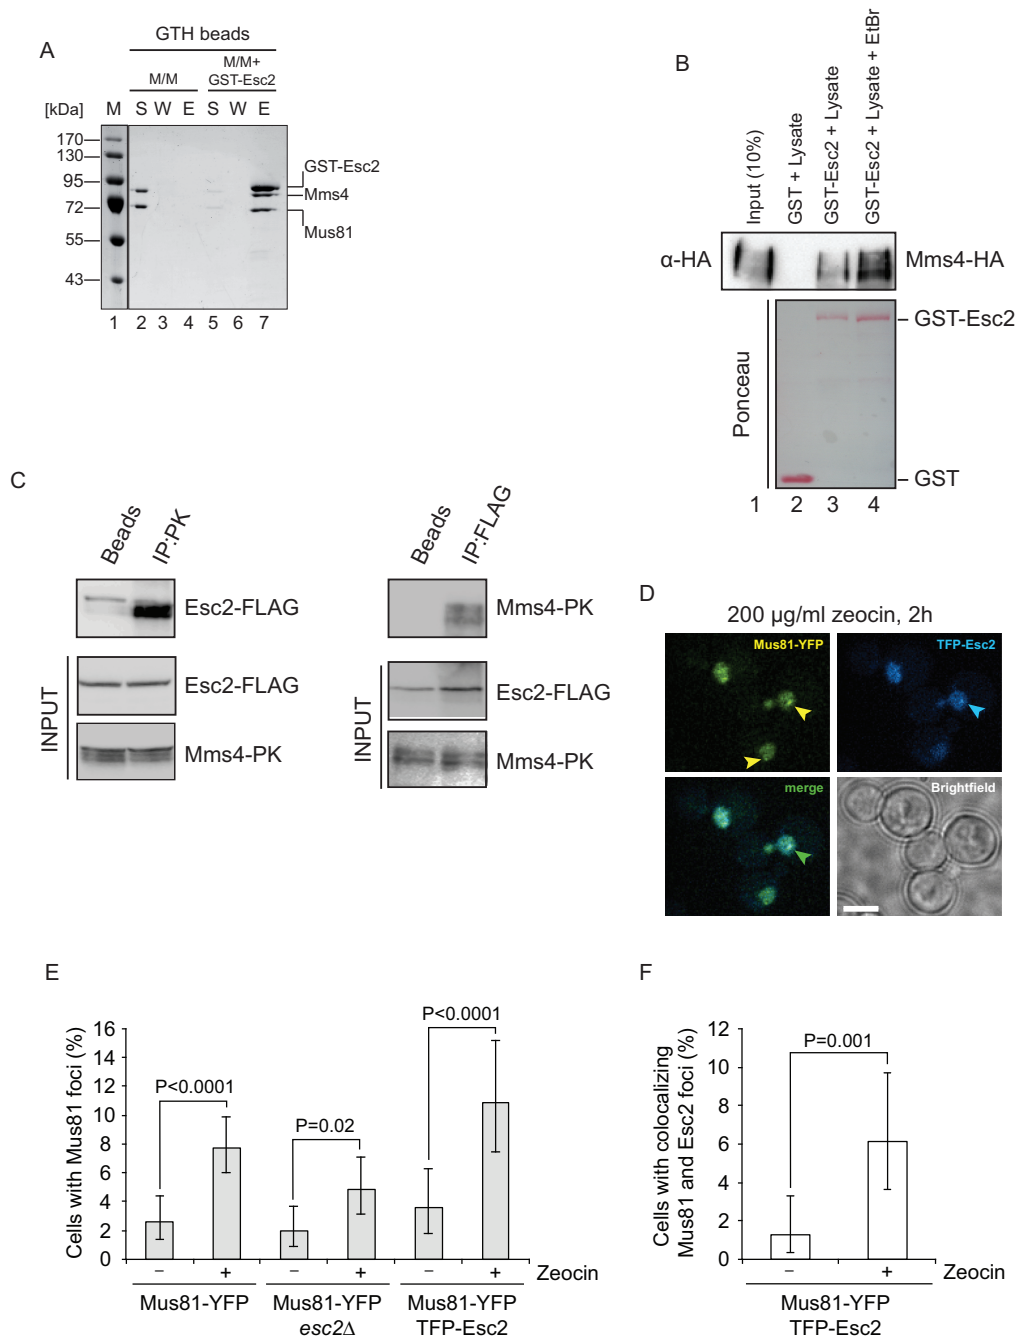 A
GTH beads
M/M
M/M+
GST-Esc2
[kDa]
M
S
W
E
S
W
E
170
130
95
72
55
43
GST-Esc2
Mms4
Mus81
1
2
3
4
5
6
7
B
Input (10%)
GST + Lysate
GST-Esc2 + Lysate
GST-Esc2 + Lysate + EtBr
α-HA
Mms4-HA
Ponceau
GST-Esc2
GST
1
2
3
4
C
Beads
IP:PK
Esc2-FLAG
INPUT
Esc2-FLAG
Mms4-PK
Beads
IP:FLAG
Mms4-PK
INPUT
Esc2-FLAG
Mms4-PK
D
200 μg/ml zeocin, 2h
Mus81-YFP
TFP-Esc2
merge
Brightfield
E
Cells with Mus81 foci (%)
16
14
12
10
8
6
4
2
0
P<0.0001
P=0.02
P<0.0001
−
+
−
+
−
+
Zeocin
Mus81-YFP
Mus81-YFP
esc2Δ
Mus81-YFP
TFP-Esc2
F
Cells with colocalizing
Mus81 and Esc2 foci (%)
12
10
8
6
4
2
0
P=0.001
−
+
Zeocin
Mus81-YFP
TFP-Esc2